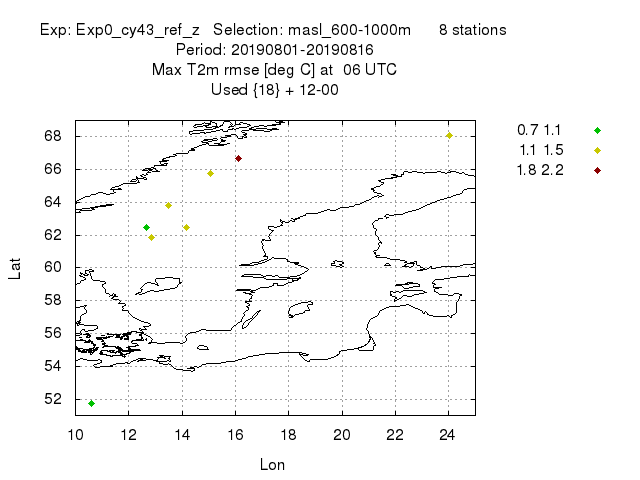 Exp: Exp0_cy43_ref_z   Selection: masl_600-1000m      8 stations
Period: 20190801-20190816
Max T2m rmse [deg C] at  06 UTC
Used {18} + 12-00
0.7 1.1
1.1  1.5
1.8 2.2
68
66
64
62
60
58
56
54
52
Lat
10 12 14 16 18 20 22 24
Lon